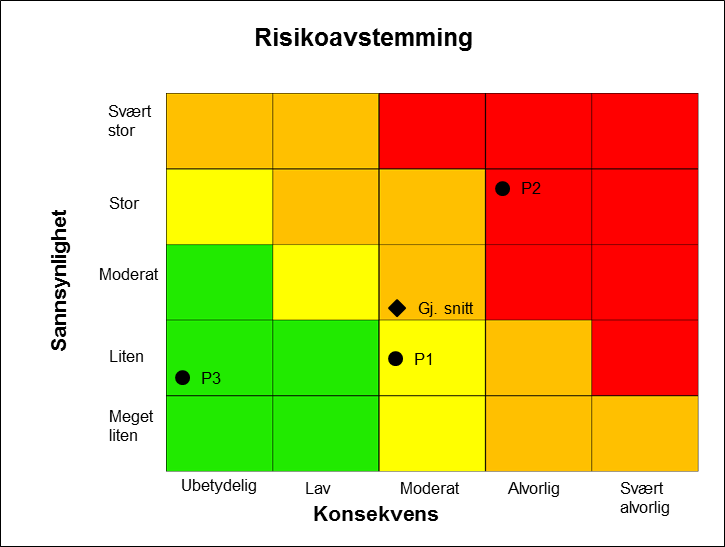 Risikoavstemming
Sannsynlighet
Svært
stor
Stor
P2
Moderat
Gj. snitt
Liten
P1
P3
Meget
liten
Ubetydelig
Lav
Moderat
Alvorlig
Svært
alvorlig
Konsekvens